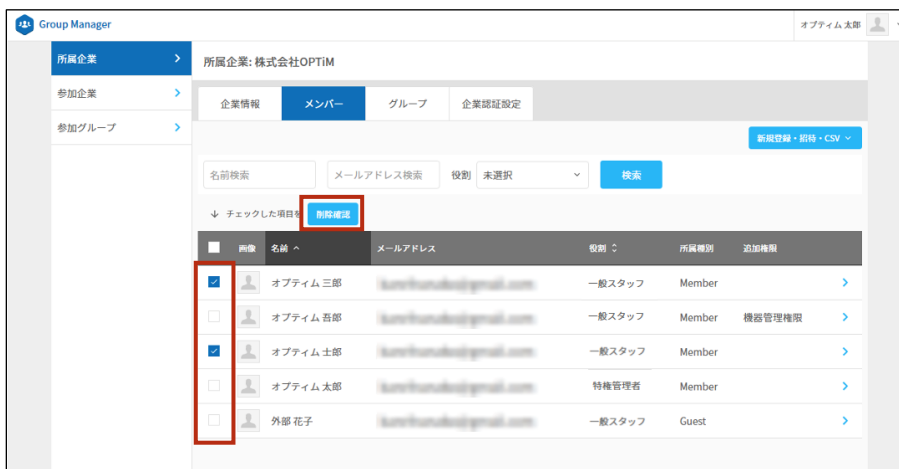 Group Manager
オプティム 太郎
所属企業
参加企業
参加グループ
所属企業: 株式会社OPTiM
企業情報 メンバー グループ 企業認証設定
新規登録・招待・CSV
名前検索 メールアドレス検索 役割 未選択 検索
↓ チェックした項目を 削除確認
画像 名前 メールアドレス 役割 所属種別 追加権限
オプティム 三郎 一般スタッフ Member
オプティム 吾郎 一般スタッフ Member 機器管理権限
オプティム 士郎 一般スタッフ Member
オプティム 太郎 特権管理者 Member
外部 花子 一般スタッフ Guest